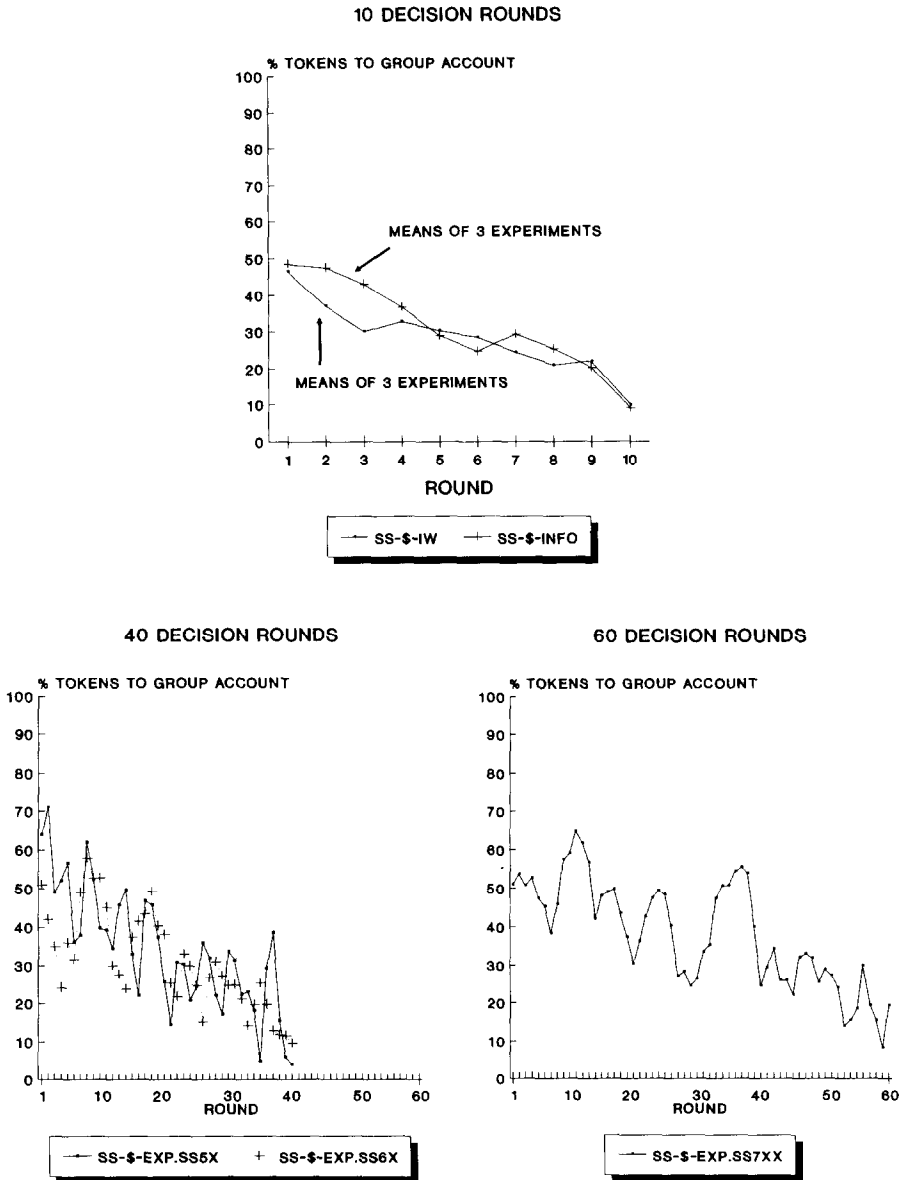 10 DECISION ROUNDS
% TOKENS TO GROUP ACCOUNT
100
90
80
70
60
50
40
30
20
10
0
MEANS OF 3 EXPERIMENTS
MEANS OF 3 EXPERIMENTS
1 2 3 4 5 6 7 8 9 10
ROUND
SS-$-IW SS-$-INFO
40 DECISION ROUNDS
% TOKENS TO GROUP ACCOUNT
100
90
80
70
60
50
40
30
20
10
0
1 10 20 30 40 50 60
ROUND
SS-$-EXP.SS5X SS-$-EXP.SS6X
60 DECISION ROUNDS
% TOKENS TO GROUP ACCOUNT
100
90
80
70
60
50
40
30
20
10
0
1 10 20 30 40 50 60
ROUND
SS-$-EXP.SS7XX